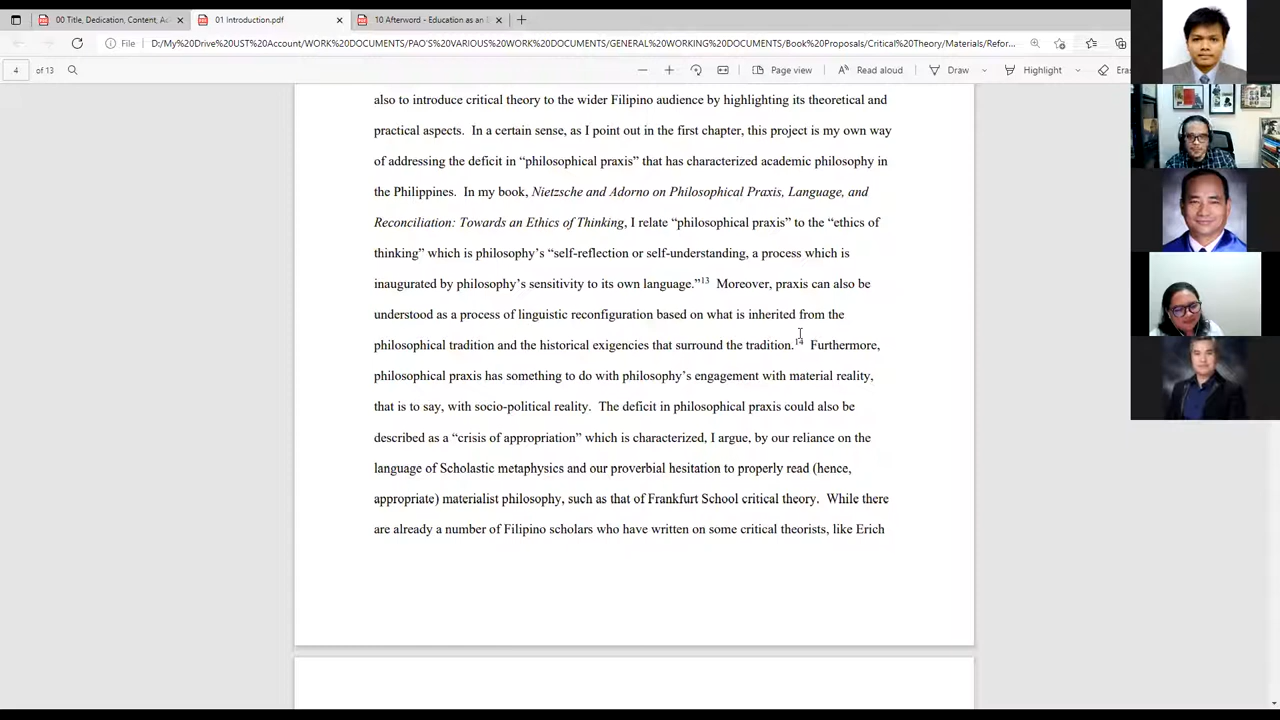 00 Title, Dedication, Content, Ac
01 Introduction.pdf
10 Afterword - Education as an
File
D:/My%20Drive%20UST%20Account/WORK%20DOCUMENTS/PAO'S%20VARIOUS%20WORK%20DOCUMENTS/GENERAL%20WORKING%20DOCUMENTS/Book%20Proposals/Critical%20Theory/Materials/Refor...
4 of 13
Page view
Read aloud
Draw
Highlight
Eras
also to introduce critical theory to the wider Filipino audience by highlighting its theoretical and
practical aspects. In a certain sense, as I point out in the first chapter, this project is my own way
of addressing the deficit in “philosophical praxis” that has characterized academic philosophy in
the Philippines. In my book, Nietzsche and Adorno on Philosophical Praxis, Language, and
Reconciliation: Towards an Ethics of Thinking, I relate “philosophical praxis” to the “ethics of
thinking” which is philosophy’s “self-reflection or self-understanding, a process which is
inaugurated by philosophy’s sensitivity to its own language.”13 Moreover, praxis can also be
understood as a process of linguistic reconfiguration based on what is inherited from the
philosophical tradition and the historical exigencies that surround the tradition.14 Furthermore,
philosophical praxis has something to do with philosophy’s engagement with material reality,
that is to say, with socio-political reality. The deficit in philosophical praxis could also be
described as a “crisis of appropriation” which is characterized, I argue, by our reliance on the
language of Scholastic metaphysics and our proverbial hesitation to properly read (hence,
appropriate) materialist philosophy, such as that of Frankfurt School critical theory. While there
are already a number of Filipino scholars who have written on some critical theorists, like Erich